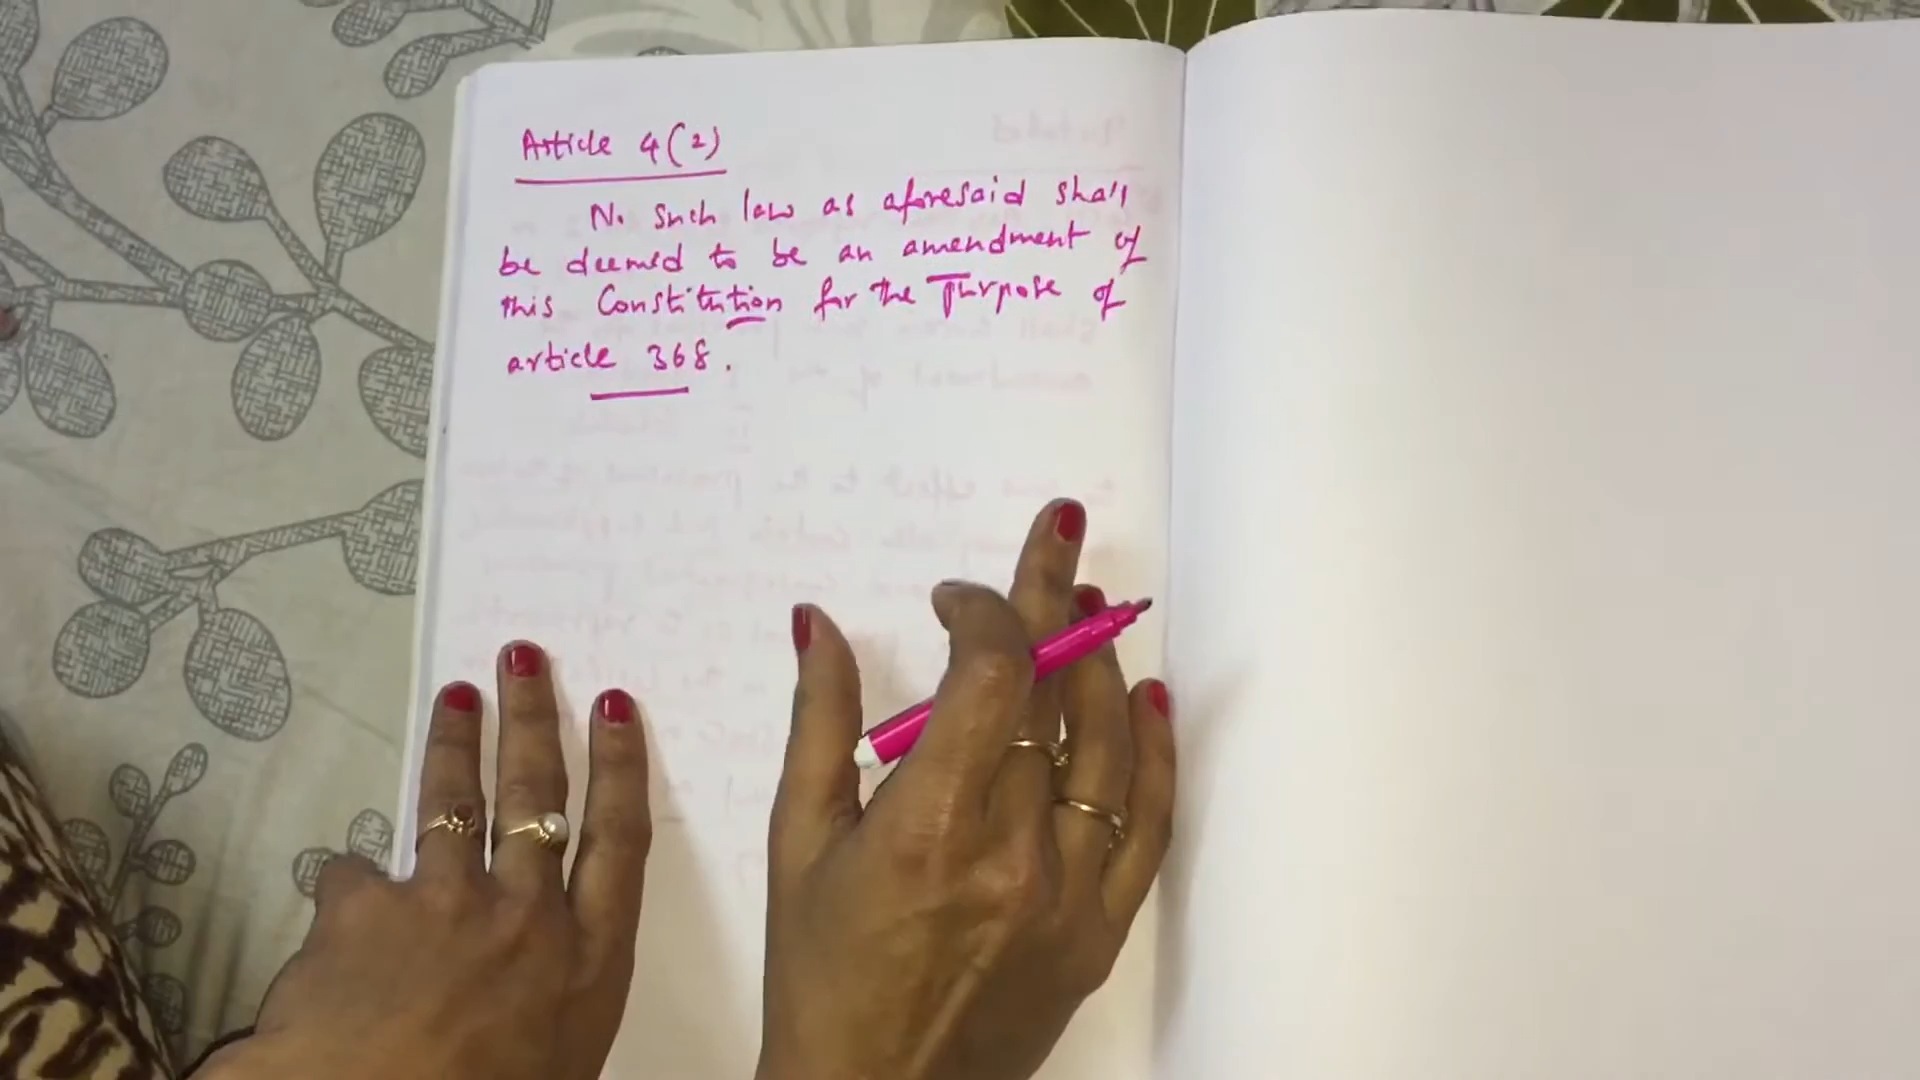 Article 4(2)
No such law as aforesaid shall
be deemed to be an amendment of
this Constitution for the Purpose of
article 368.